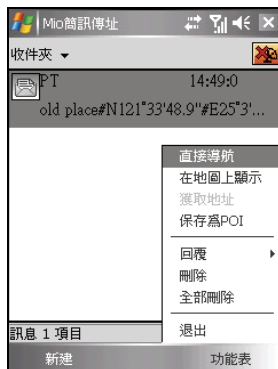 Mio簡訊傳址
收件夾
PT 14:49:0
old place#N121°33'48.9"#E25°3'...
直接導航
在地圖上顯示
獲取地址
保存為POI
回覆
刪除
全部刪除
退出
訊息 1 項目
新建 功能表